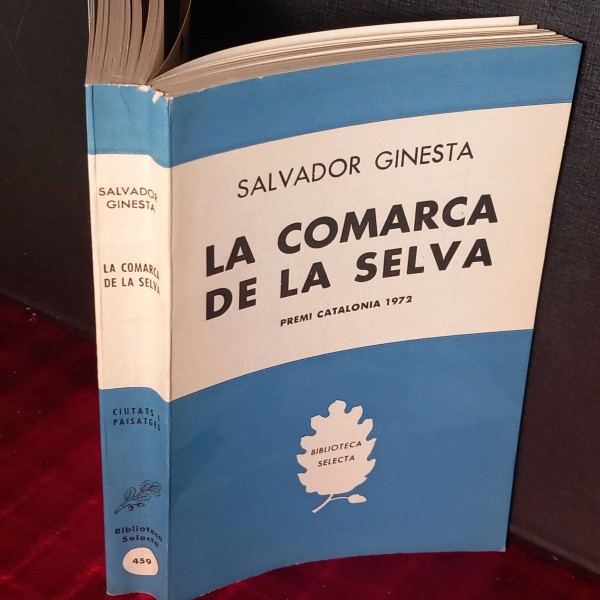 SALVADOR GINESTA
LA COMARCA
DE LA SELVA
PREMI CATALONIA 1972
BIBLIOTECA
SELECTA
SALVADOR
GINESTA
LA COMARCA
DE LA SELVA
CIUTATS I
PAISATGES
Biblioteca
Selecta
459